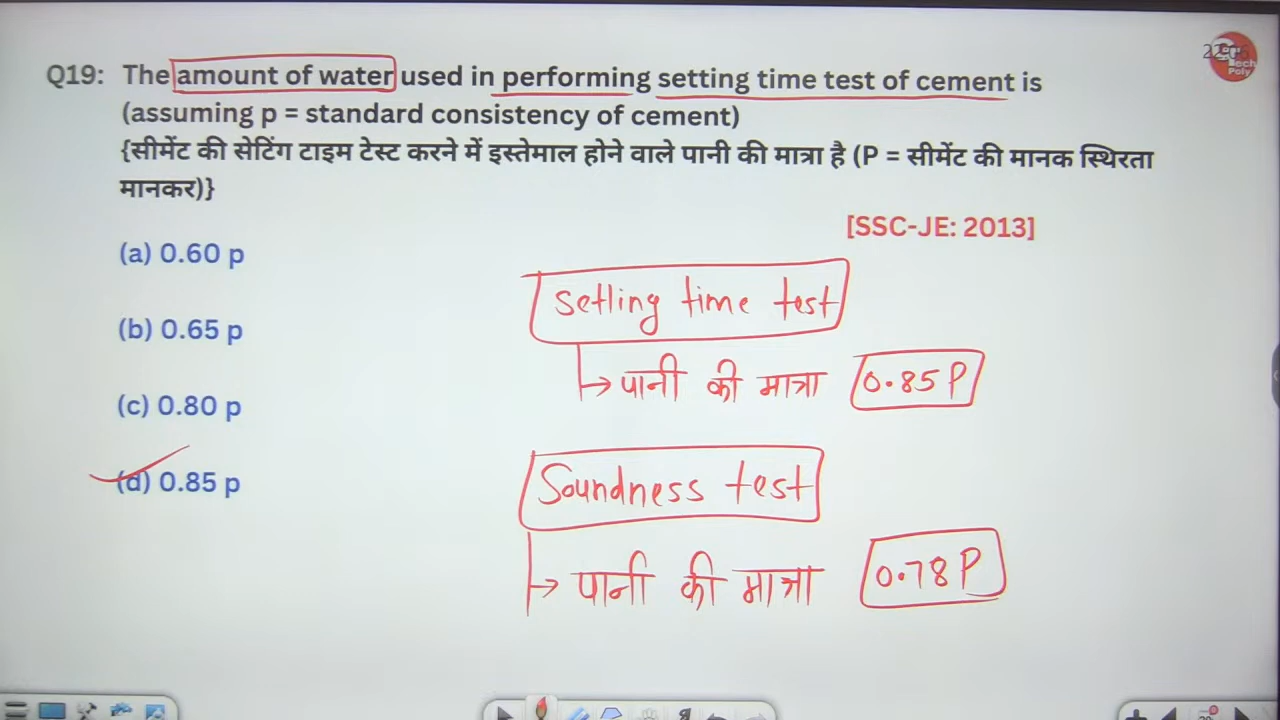 Q19: The amount of water used in performing setting time test of cement is
(assuming p = standard consistency of cement)
{सीमेंट की सेटिंग टाइम टेस्ट करने में इस्तेमाल होने वाले पानी की मात्रा है (P = सीमेंट की मानक स्थिरता
मानकर)}
[SSC-JE: 2013]
(a) 0.60 p
(b) 0.65 p
(c) 0.80 p
(d) 0.85 p
Setting time test
पानी की मात्रा 0.85 P
Soundness test
पानी की मात्रा 0.78 P
Tech
Poly